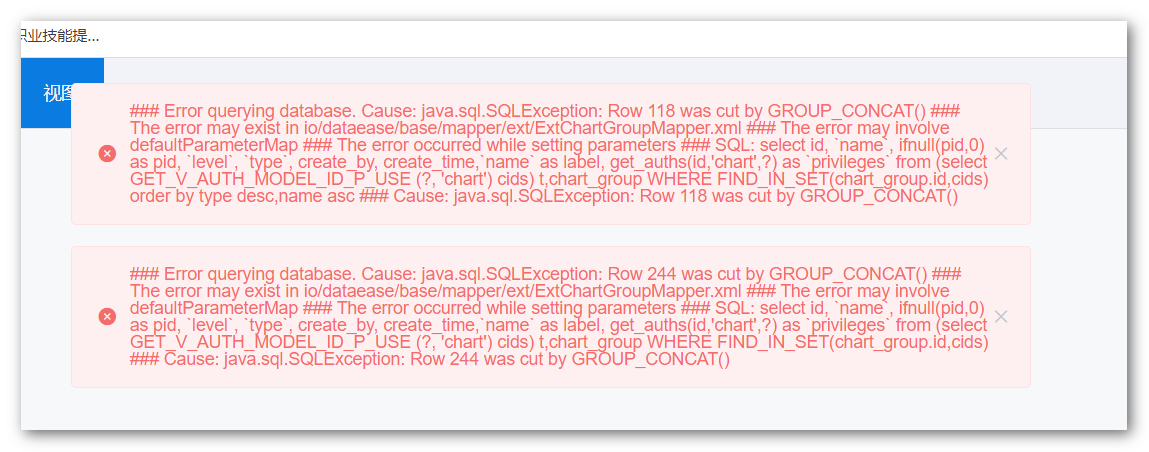 职业技能提...
视图
### Error querying database. Cause: java.sql.SQLException: Row 118 was cut by GROUP_CONCAT() ###
The error may exist in io/dataease/base/mapper/ext/ExtChartGroupMapper.xml ### The error may involve
defaultParameterMap ### The error occurred while setting parameters ### SQL: select id, `name`, ifnull(pid,0)
as pid, `level`, `type`, create_by, create_time,`name` as label, get_auths(id,'chart',?) as `privileges` from (select
GET_V_AUTH_MODEL_ID_P_USE (?, 'chart') cids) t,chart_group WHERE FIND_IN_SET(chart_group.id,cids)
order by type desc,name asc ### Cause: java.sql.SQLException: Row 118 was cut by GROUP_CONCAT()
### Error querying database. Cause: java.sql.SQLException: Row 244 was cut by GROUP_CONCAT() ###
The error may exist in io/dataease/base/mapper/ext/ExtChartGroupMapper.xml ### The error may involve
defaultParameterMap ### The error occurred while setting parameters ### SQL: select id, `name`, ifnull(pid,0)
as pid, `level`, `type`, create_by, create_time,`name` as label, get_auths(id,'chart',?) as `privileges` from (select
GET_V_AUTH_MODEL_ID_P_USE (?, 'chart') cids) t,chart_group WHERE FIND_IN_SET(chart_group.id,cids)
### Cause: java.sql.SQLException: Row 244 was cut by GROUP_CONCAT()